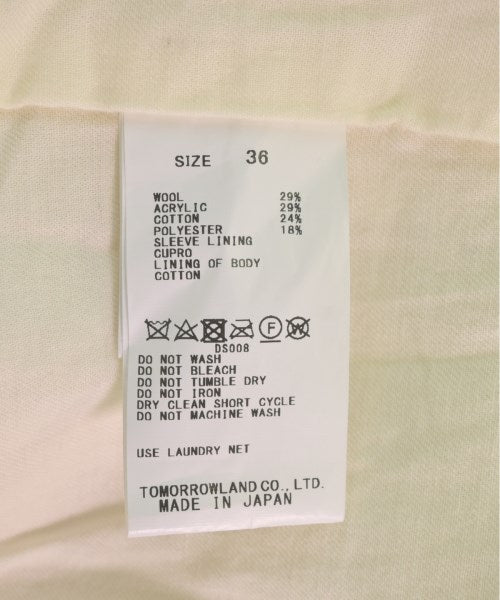 SIZE 36
WOOL 29%
ACRYLIC 29%
COTTON 24%
POLYESTER 18%
SLEEVE LINING
CUPRO
LINING OF BODY
COTTON
F W
DS008
DO NOT WASH
DO NOT BLEACH
DO NOT TUMBLE DRY
DO NOT IRON
DRY CLEAN SHORT CYCLE
DO NOT MACHINE WASH
USE LAUNDRY NET
TOMORROWLAND CO., LTD.
MADE IN JAPAN